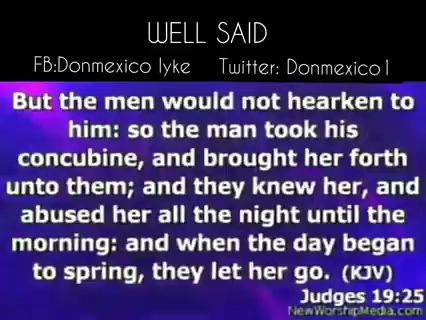 WELL SAID
FB:Donmexico lyke Twitter: Donmexico1
But the men would not hearken to
him: so the man took his
concubine, and brought her forth
unto them; and they knew her, and
abused her all the night until the
morning: and when the day began
to spring, they let her go. (KJV)
Judges 19:25
NewWorshipMedia.com